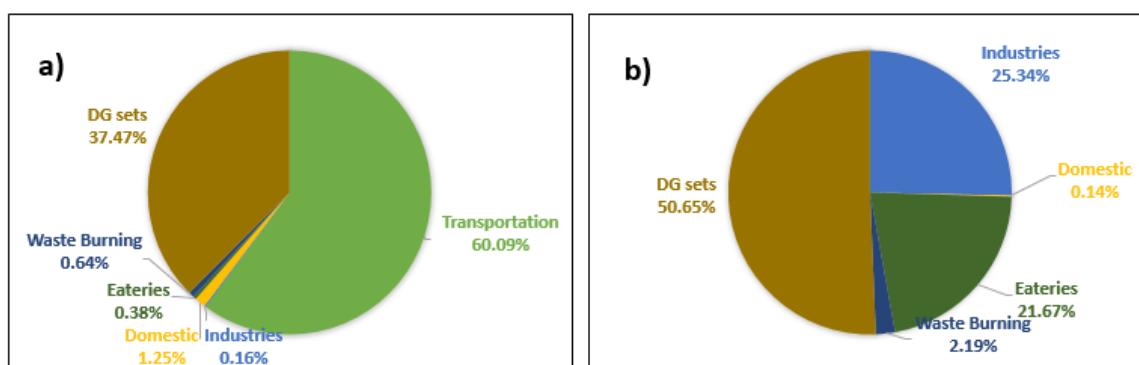 a)
DG sets
37.47%
Transportation
60.09%
Waste Burning
0.64%
Eateries
0.38%
Domestic
1.25%
Industries
0.16%
b)
Industries
25.34%
Domestic
0.14%
DG sets
50.65%
Eateries
21.67%
Waste Burning
2.19%